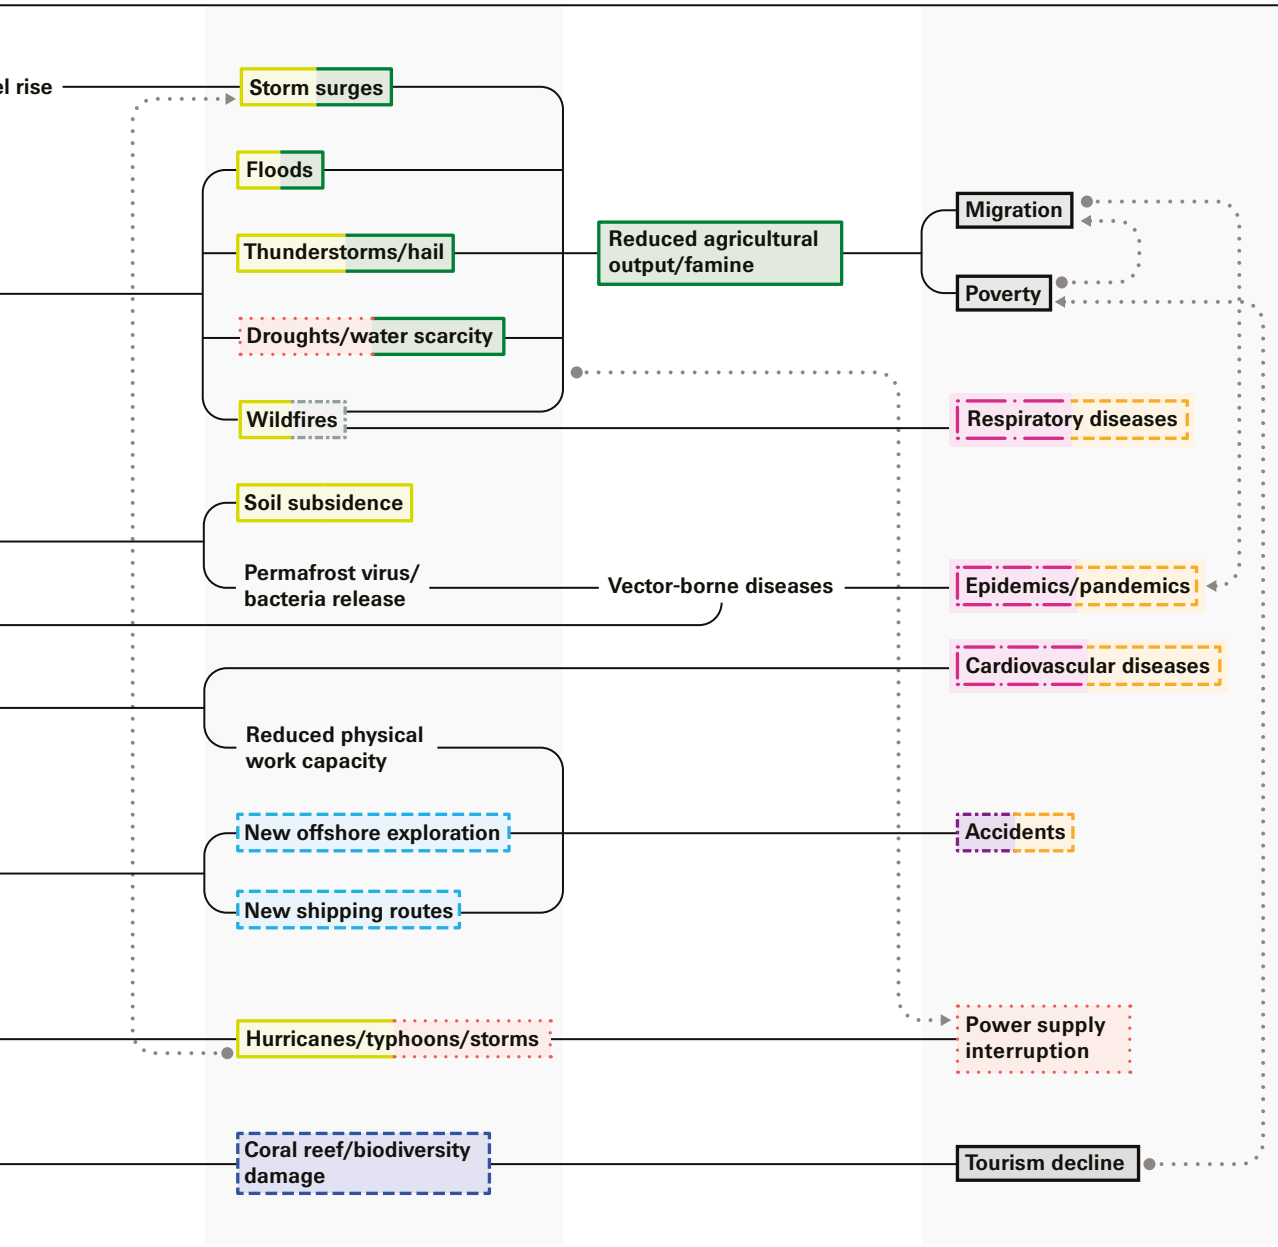 el rise
Storm surges
Floods
Thunderstorms/hail
Droughts/water scarcity
Wildfires
Reduced agricultural
output/famine
Migration
Poverty
Respiratory diseases
Soil subsidence
Permafrost virus/
bacteria release
Vector-borne diseases
Epidemics/pandemics
Cardiovascular diseases
Reduced physical
work capacity
New offshore exploration
Accidents
New shipping routes
Hurricanes/typhoons/storms
Power supply
interruption
Coral reef/biodiversity
damage
Tourism decline